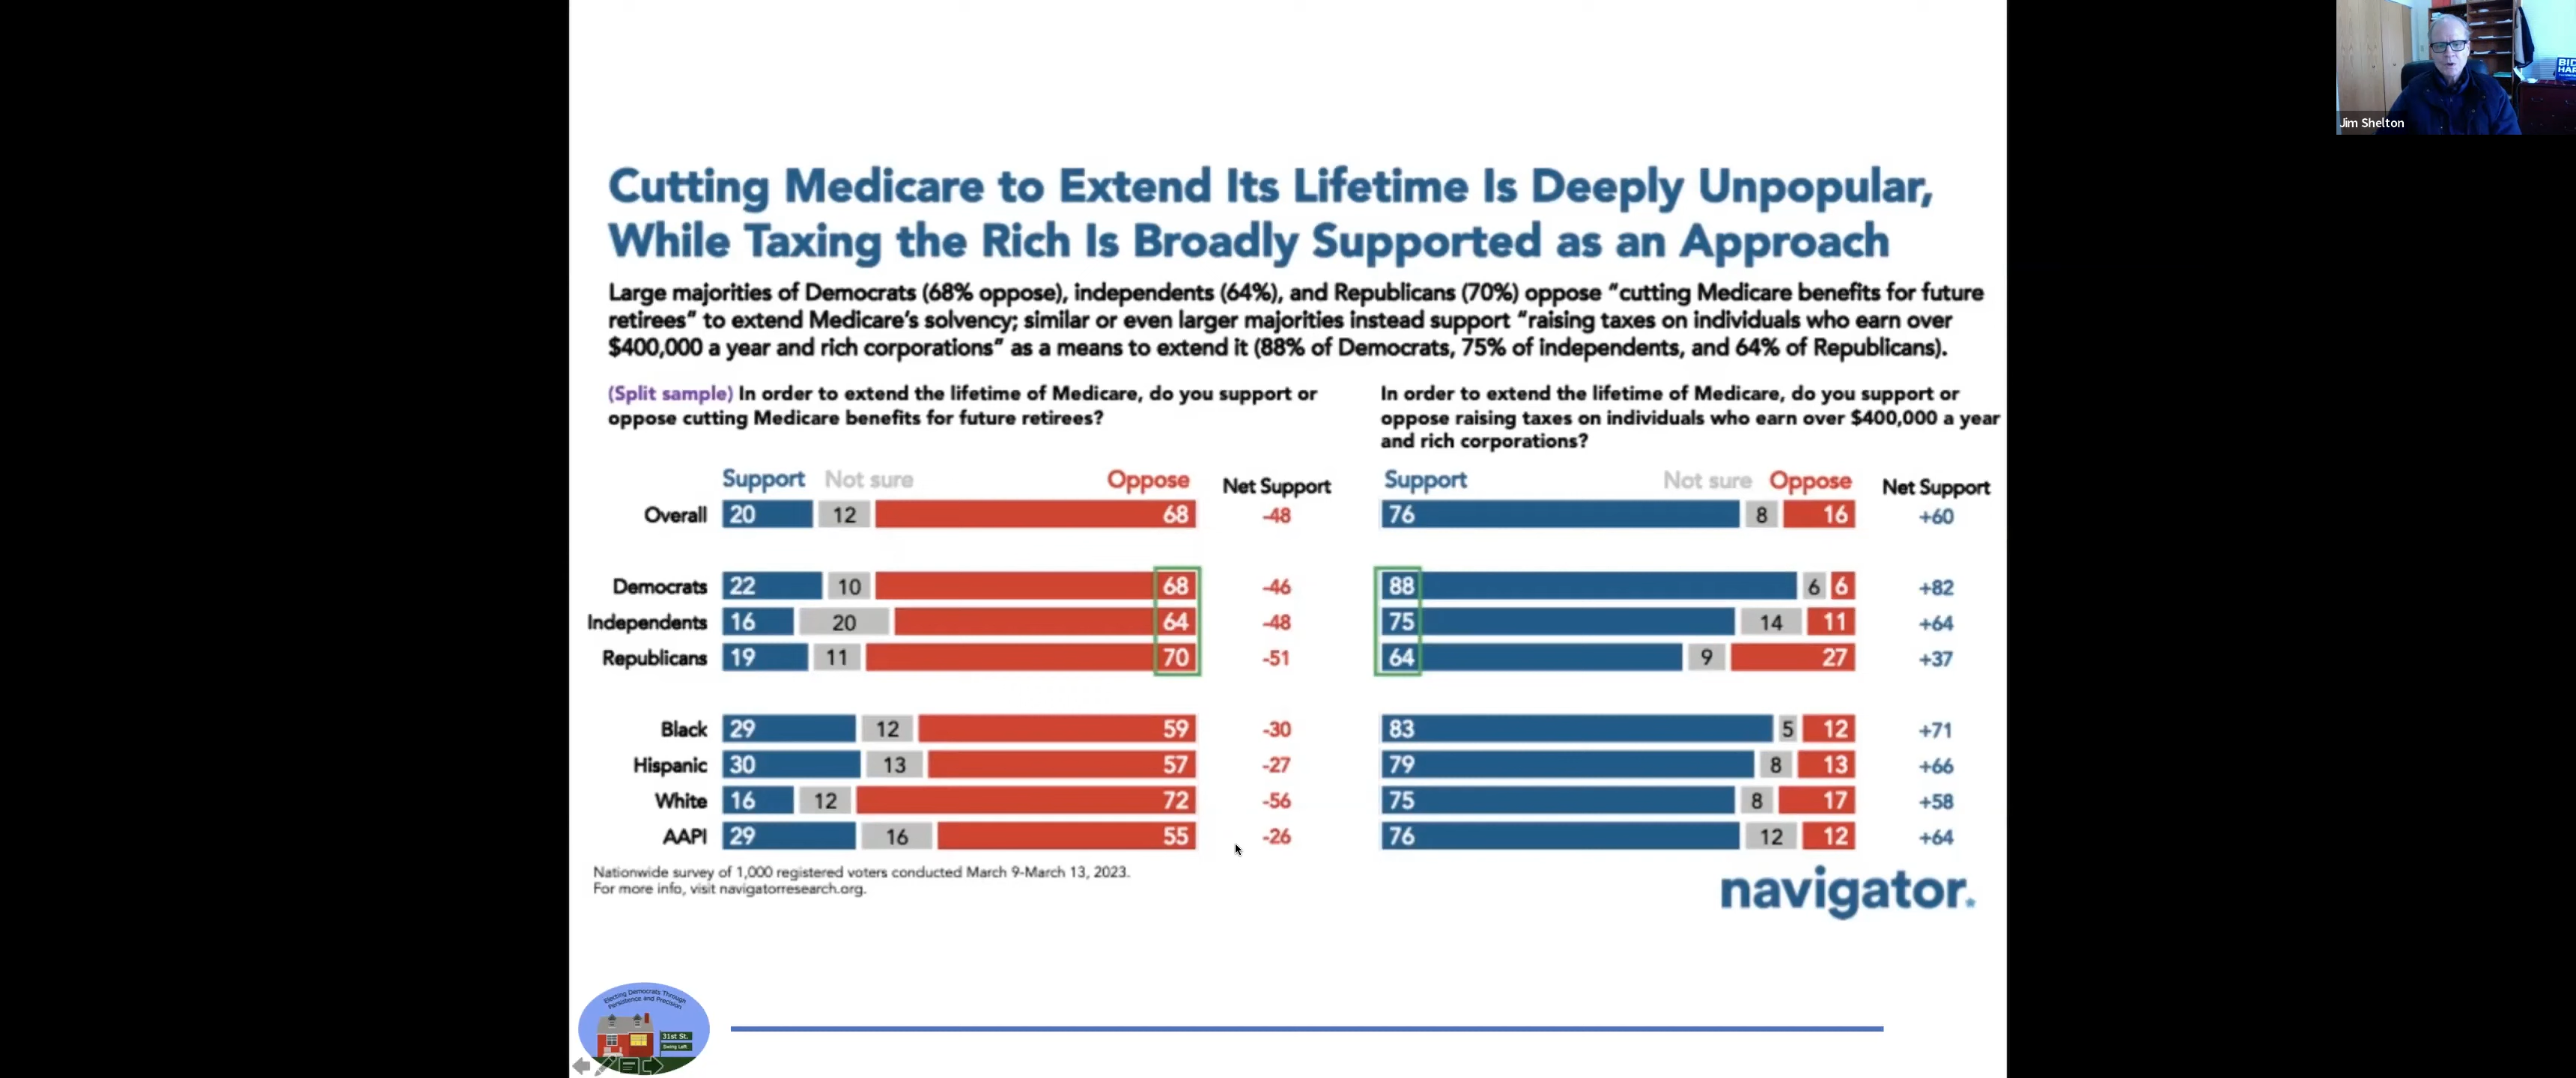 Jim Shelton
Cutting Medicare to Extend Its Lifetime Is Deeply Unpopular,
While Taxing the Rich Is Broadly Supported as an Approach
Large majorities of Democrats (68% oppose), independents (64%), and Republicans (70%) oppose “cutting Medicare benefits for future
retirees” to extend Medicare’s solvency; similar or even larger majorities instead support “raising taxes on individuals who earn over
$400,000 a year and rich corporations” as a means to extend it (88% of Democrats, 75% of independents, and 64% of Republicans).
(Split sample) In order to extend the lifetime of Medicare, do you support or
oppose cutting Medicare benefits for future retirees?
Support Not sure Oppose Net Support
Overall 20 12 68 -48
Democrats 22 10 68 -46
Independents 16 20 64 -48
Republicans 19 11 70 -51
Black 29 12 59 -30
Hispanic 30 13 57 -27
White 16 12 72 -56
AAPI 29 16 55 -26
In order to extend the lifetime of Medicare, do you support or
oppose raising taxes on individuals who earn over $400,000 a year
and rich corporations?
Support Not sure Oppose Net Support
76 8 16 +60
88 6 6 +82
75 14 11 +64
64 9 27 +37
83 5 12 +71
79 8 13 +66
75 8 17 +58
76 12 12 +64
Nationwide survey of 1,000 registered voters conducted March 9-March 13, 2023.
For more info, visit navigatorresearch.org.
navigator.
Electing Democrats Through
Persistence and Precision
31st St.
Swing Left